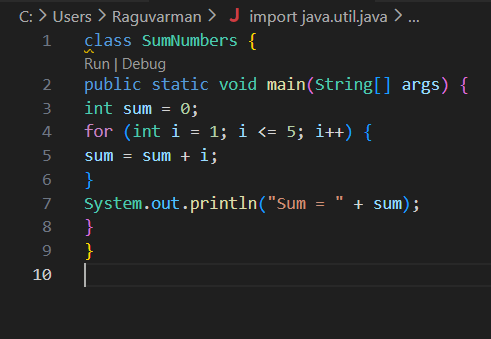 C: > Users > Raguvarman > J import java.util.java > ...
1 class SumNumbers {
Run | Debug
2 public static void main(String[] args) {
3 int sum = 0;
4 for (int i = 1; i <= 5; i++) {
5 sum = sum + i;
6 }
7 System.out.println("Sum = " + sum);
8 }
9 }
10